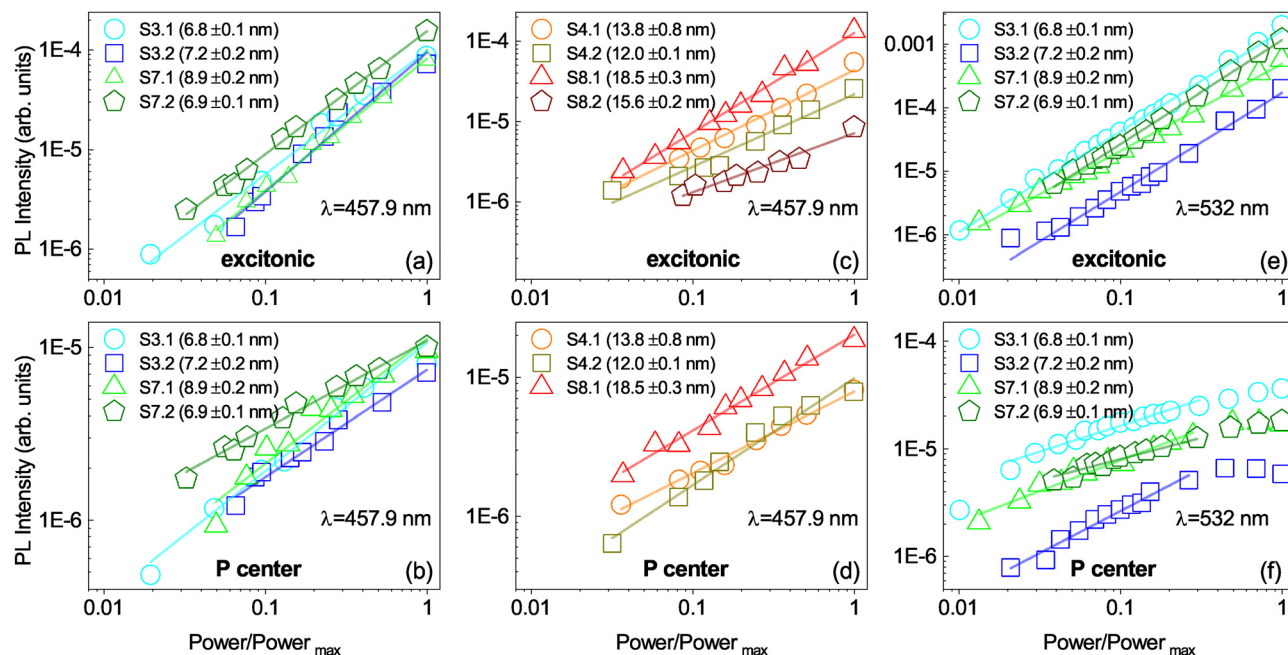 PL Intensity (arb. units)
1E-4
1E-5
1E-6
S3.1 (6.8 ±0.1 nm)
S3.2 (7.2 ±0.2 nm)
S7.1 (8.9 ±0.2 nm)
S7.2 (6.9 ±0.1 nm)
λ=457.9 nm
excitonic
(a)
0.01 0.1 1
1E-4
1E-5
1E-6
S4.1 (13.8 ±0.8 nm)
S4.2 (12.0 ±0.1 nm)
S8.1 (18.5 ±0.3 nm)
S8.2 (15.6 ±0.2 nm)
λ=457.9 nm
excitonic
(c)
0.01 0.1 1
0.001
1E-4
1E-5
1E-6
S3.1 (6.8 ±0.1 nm)
S3.2 (7.2 ±0.2 nm)
S7.1 (8.9 ±0.2 nm)
S7.2 (6.9 ±0.1 nm)
λ=532 nm
excitonic
(e)
0.01 0.1 1
PL Intensity (arb. units)
1E-5
1E-6
S3.1 (6.8 ±0.1 nm)
S3.2 (7.2 ±0.2 nm)
S7.1 (8.9 ±0.2 nm)
S7.2 (6.9 ±0.1 nm)
λ=457.9 nm
P center
(b)
0.01 0.1 1
Power/Power max
1E-5
1E-6
S4.1 (13.8 ±0.8 nm)
S4.2 (12.0 ±0.1 nm)
S8.1 (18.5 ±0.3 nm)
λ=457.9 nm
P center
(d)
0.01 0.1 1
Power/Power max
1E-4
1E-5
1E-6
S3.1 (6.8 ±0.1 nm)
S3.2 (7.2 ±0.2 nm)
S7.1 (8.9 ±0.2 nm)
S7.2 (6.9 ±0.1 nm)
λ=532 nm
P center
(f)
0.01 0.1 1
Power/Power max